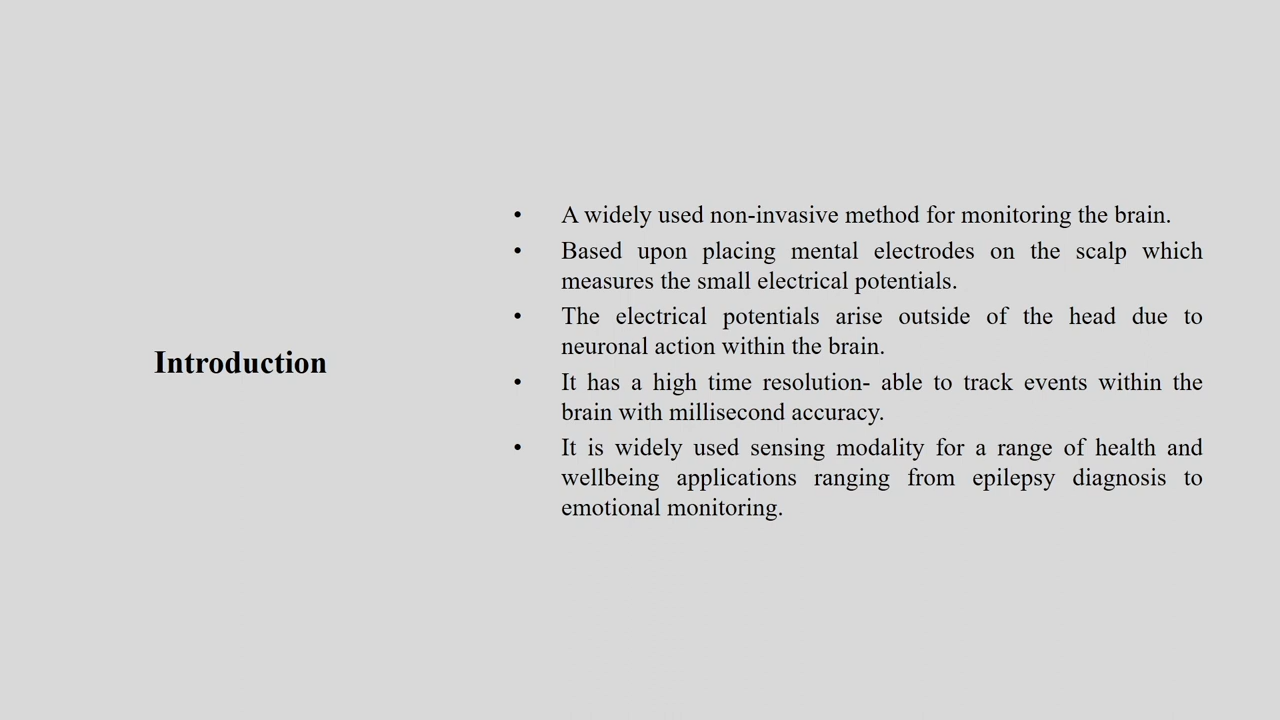 Introduction
• A widely used non-invasive method for monitoring the brain.
• Based upon placing mental electrodes on the scalp which
measures the small electrical potentials.
• The electrical potentials arise outside of the head due to
neuronal action within the brain.
• It has a high time resolution- able to track events within the
brain with millisecond accuracy.
• It is widely used sensing modality for a range of health and
wellbeing applications ranging from epilepsy diagnosis to
emotional monitoring.